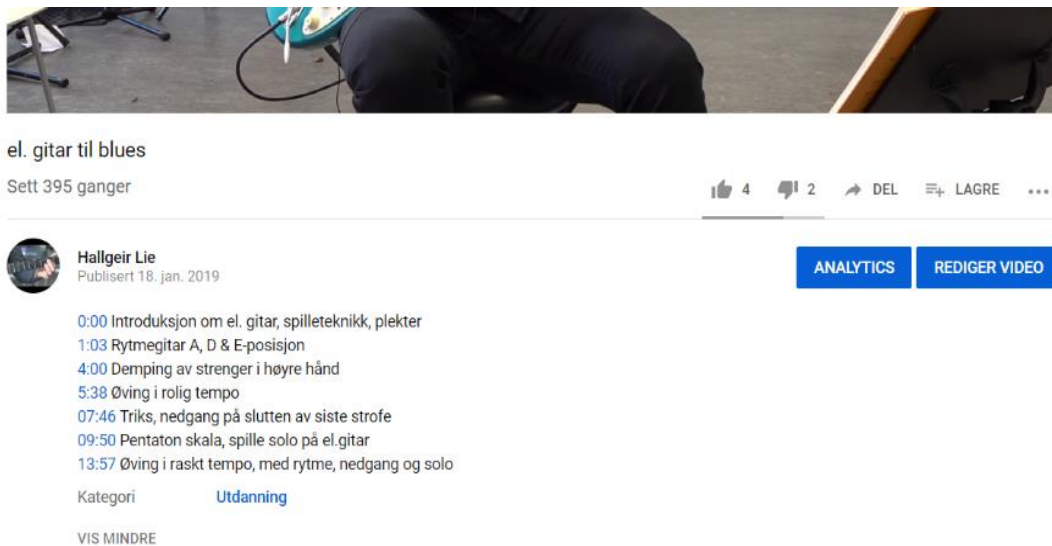 el. gitar til blues
Sett 395 ganger
4 2 DEL LAGRE
Hallgeir Lie
Publisert 18. jan. 2019
ANALYTICS REDIGER VIDEO
0:00 Introduksjon om el. gitar, spilleteknikk, plekter
1:03 Rytmegitar A, D & E-posisjon
4:00 Demping av strenger i høyre hånd
5:38 Øving i rolig tempo
07:46 Triks, nedgang på slutten av siste strofe
09:50 Pentaton skala, spille solo på el.gitar
13:57 Øving i raskt tempo, med rytme, nedgang og solo
Kategori Utdanning
VIS MINDRE